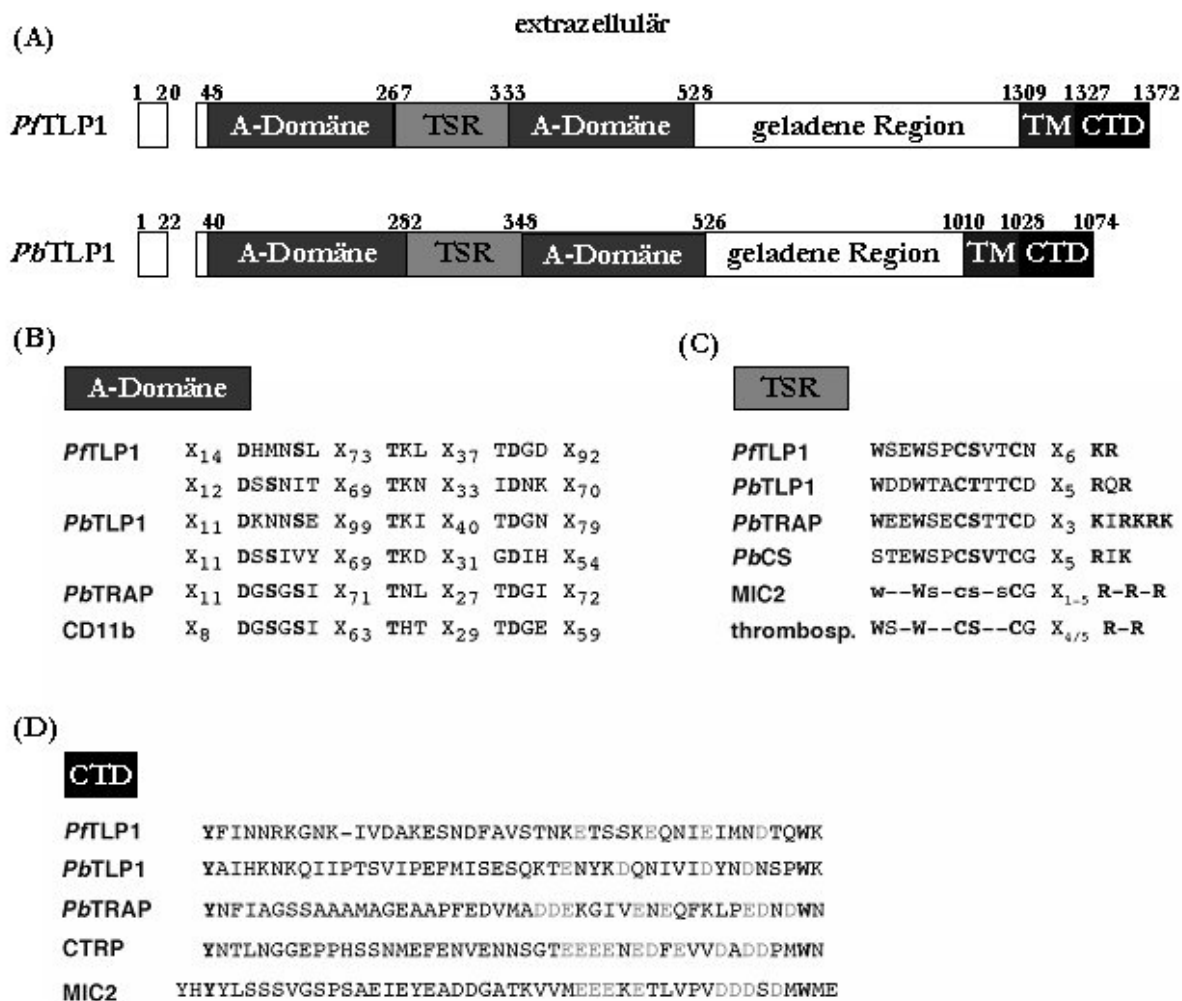 (A)
extrazellulär
1 20 48 267 333 528 1309 1327 1372
PfTLP1 A-Domäne TSR A-Domäne geladene Region TM CTD
1 22 40 282 348 526 1010 1028 1074
PbTLP1 A-Domäne TSR A-Domäne geladene Region TM CTD
(B)
A-Domäne
PfTLP1 X14 DHMNSL X73 TKL X37 TDGD X92
X12 DSSNIT X69 TKN X33 IDNK X70
PbTLP1 X11 DKNNSE X99 TKI X40 TDGN X79
X11 DSSIVY X69 TKD X31 GDIH X54
PbTRAP X11 DGSGSI X71 TNL X27 TDGI X72
CD11b X8 DGSGSI X63 THT X29 TDGE X59
(C)
TSR
PfTLP1 WSEWSPCSVTCN X6 KR
PbTLP1 WDDWTACTTTCD X5 RQR
PbTRAP WEEWSECSTTCD X3 KIRKRK
PbCS STEWSPCSVTCG X5 RIK
MIC2 w--Ws-cs-sCG X1-5 R-R-R
thrombosp. WS-W--CS--CG X4/5 R-R
(D)
CTD
PfTLP1 YFINNRKGNK-IVDAKESNDFAVSTNKETSSKEQNIEIMNDTQWK
PbTLP1 YAIHKNKQIIPTSVIPEFMISESQKTENYKDQNIVIDYNDNSPWK
PbTRAP YNFIAGSSAAAMAGEAAPFEDVMADDEKGIVENEQFKLPEDNDWN
CTRP YNTLNGGEPPHSSNMEFENVENNSGTEEEENEDFEVVDADDPMWN
MIC2 YHYYLSSSVGSPSAEIEYEADDGATKVVMEEEKETLVPVDDDSDMWME